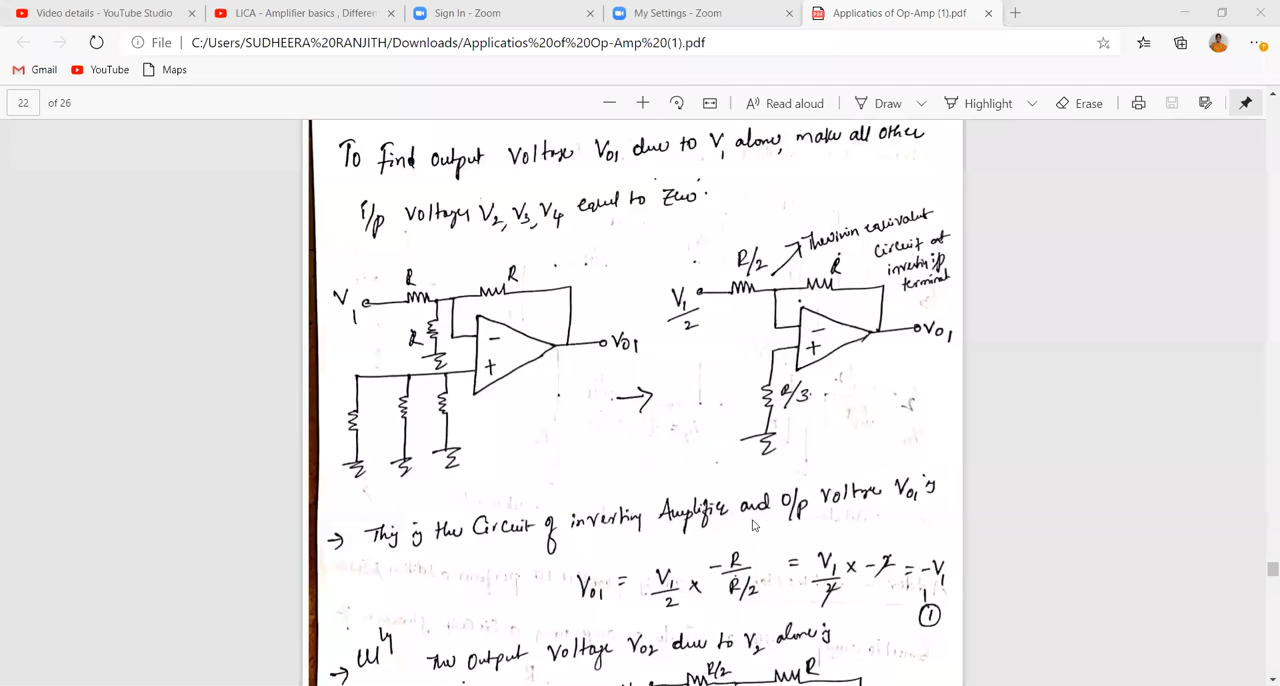 Video details - YouTube Studio
LICA - Amplifier basics , Differen
Sign In - Zoom
My Settings - Zoom
Applicatios of Op-Amp (1).pdf
File
C:/Users/SUDHEERA%20RANJITH/Downloads/Applicatios%20of%20Op-Amp%20(1).pdf
Gmail
YouTube
Maps
22
of 26
Read aloud
Draw
Highlight
Erase
To find output voltage V01 due to V1 alone, make all other
i/p voltages V2, V3, V4 equal to Zero.
R
R
V1
R
-
+
V01
R/2
Thevinin equivalent
circuit at
inverting i/p
terminal
R
V1/2
-
+
V01
R/3
→ This is the Circuit of inverting Amplifier and O/p voltage V01 is
V01 = V1/2 x -R/R/2 = V1/2 x -2 = -V1
1
→ |||ly The output voltage V02 due to V2 alone is
R/2
R